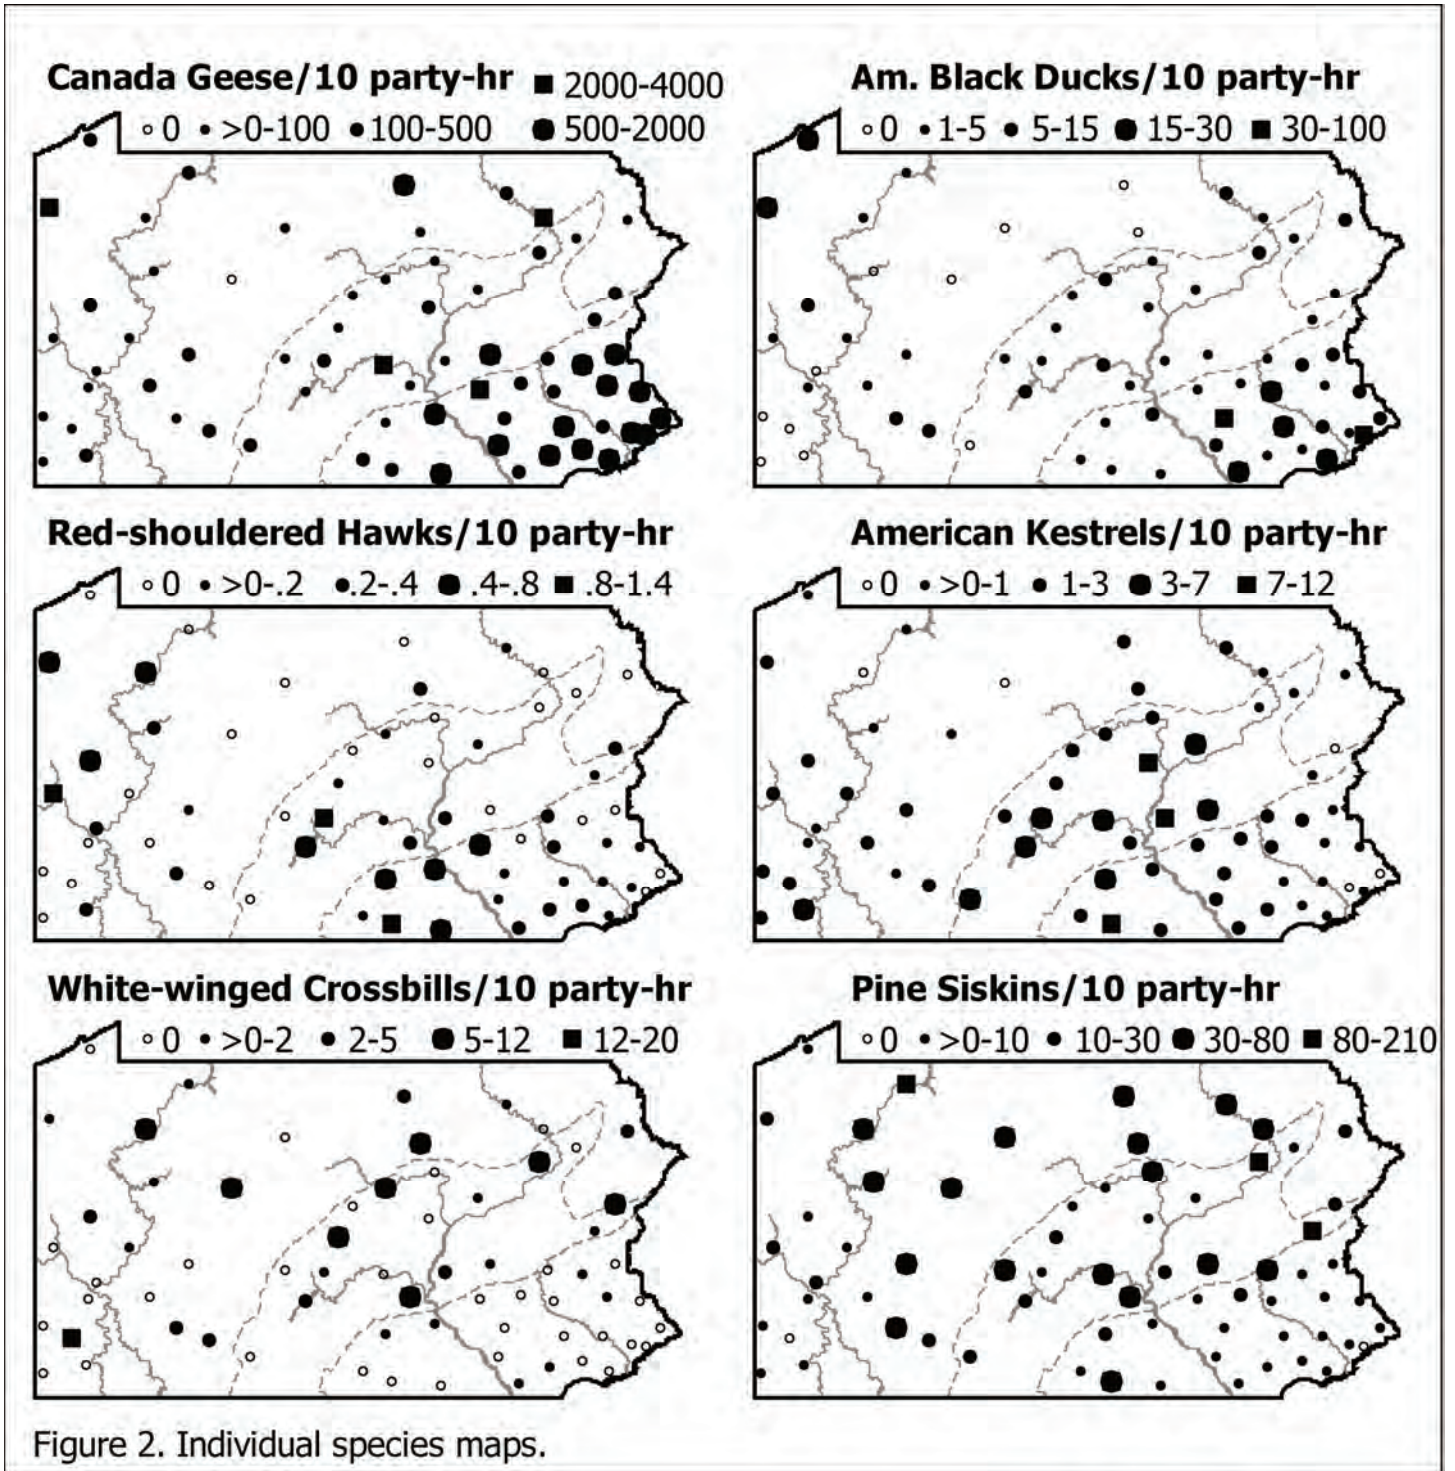 Canada Geese/10 party-hr ■ 2000-4000
○ 0 • >0-100 ● 100-500 ● 500-2000
Am. Black Ducks/10 party-hr
○ 0 • 1-5 ● 5-15 ● 15-30 ■ 30-100
Red-shouldered Hawks/10 party-hr
○ 0 • >0-.2 ● .2-.4 ● .4-.8 ■ .8-1.4
American Kestrels/10 party-hr
○ 0 • >0-1 ● 1-3 ● 3-7 ■ 7-12
White-winged Crossbills/10 party-hr
○ 0 • >0-2 ● 2-5 ● 5-12 ■ 12-20
Pine Siskins/10 party-hr
○ 0 • >0-10 ● 10-30 ● 30-80 ■ 80-210
Figure 2. Individual species maps.